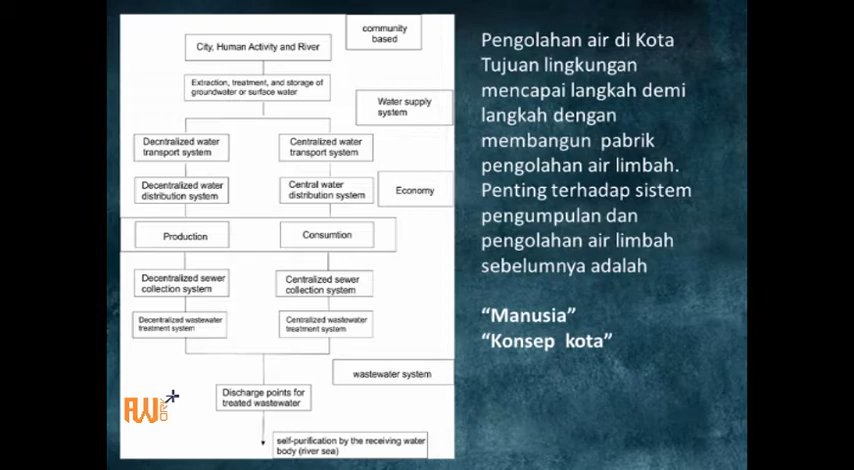 community
based
City, Human Activity and River
Extraction, treatment, and storage of
groundwater or surface water
Water supply
system
Decntralized water
transport system
Centralized water
transport system
Decentralized water
distribution system
Central water
distribution system
Economy
Production
Consumtion
Decentralized sewer
collection system
Centralized sewer
collection system
Decentralized wastewater
treatment system
Centralized wastewater
treatment system
wastewater system
Discharge points for
treated wastewater
self-purification by the receiving water
body (river sea)
Pengolahan air di Kota
Tujuan lingkungan
mencapai langkah demi
langkah dengan
membangun pabrik
pengolahan air limbah.
Penting terhadap sistem
pengumpulan dan
pengolahan air limbah
sebelumnya adalah
“Manusia”
“Konsep kota”